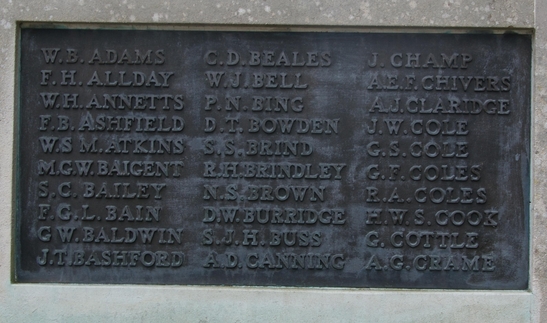 W.B. ADAMS
F.H. ALLDAY
W.H. ANNETTS
F.B. ASHFIELD
W.S.M. ATKINS
M.G.W. BAIGENT
S.C. BAILEY
F.G.L. BAIN
G.W. BALDWIN
J.T. BASHFORD
C.D. BEALES
W.J. BELL
P.N. BING
D.T. BOWDEN
S.S. BRIND
R.H. BRINDLEY
N.S. BROWN
D.W. BURRIDGE
S.J.H. BUSS
A.D. CANNING
J. CHAMP
A.E.F. CHIVERS
A.J. CLARIDGE
J.W. COLE
G.S. COLE
G.F. COLES
R.A. COLES
H.W.S. COOK
G. COTTLE
A.G. CRAME